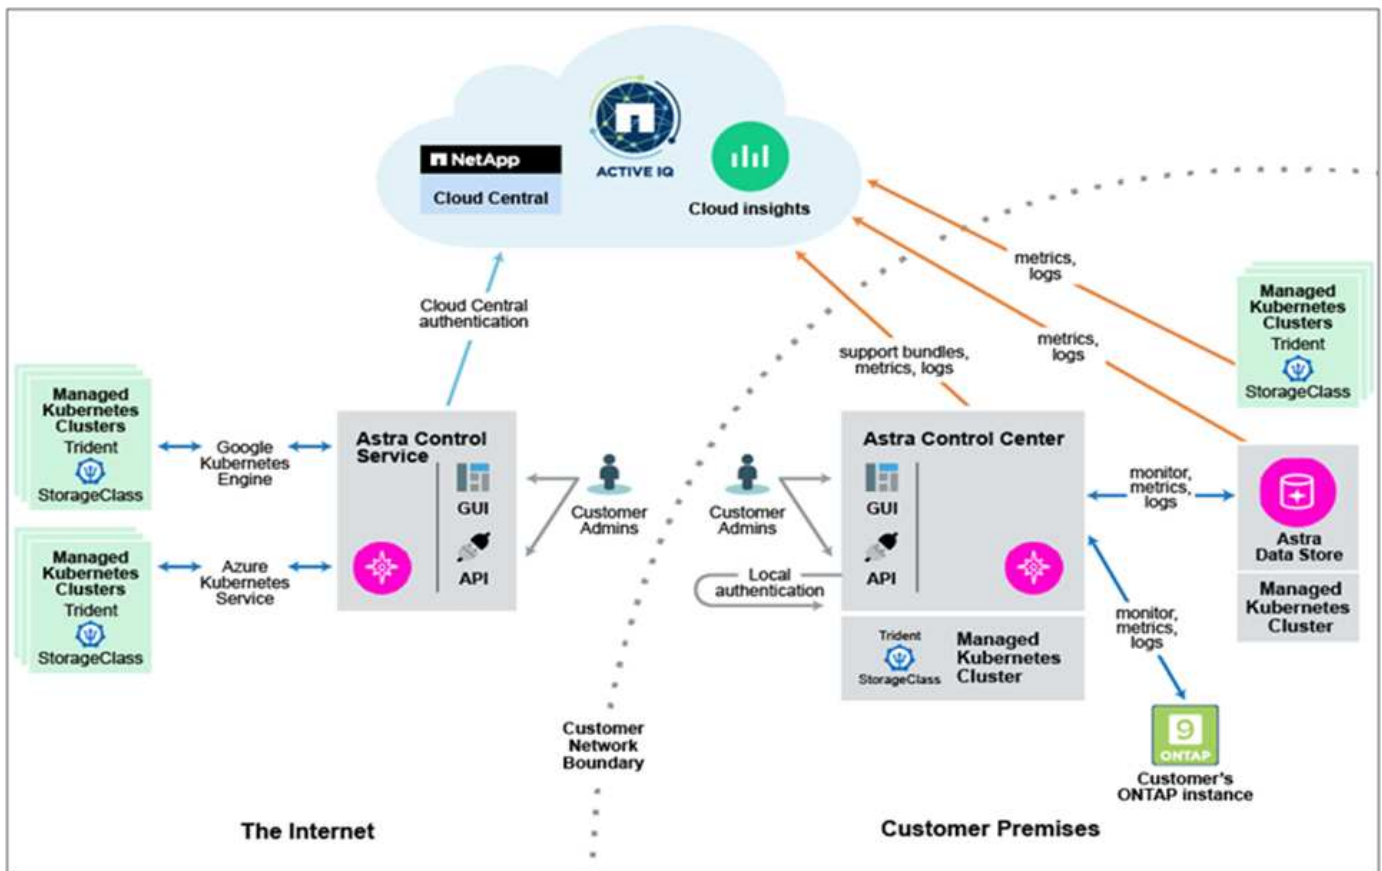 NetApp
Cloud Central
ACTIVE IQ
Cloud insights
Cloud Central
authentication
metrics,
logs
metrics,
logs
support bundles,
metrics, logs
Managed
Kubernetes
Clusters
Trident
StorageClass
Managed
Kubernetes
Clusters
Trident
StorageClass
Google
Kubernetes
Engine
Managed
Kubernetes
Clusters
Trident
StorageClass
Azure
Kubernetes
Service
Astra Control
Service
GUI
API
Customer
Admins
Customer
Admins
Local
authentication
Astra Control Center
GUI
API
Trident
StorageClass
Managed
Kubernetes
Cluster
monitor,
metrics,
logs
Astra
Data Store
Managed
Kubernetes
Cluster
monitor,
metrics,
logs
9
ONTAP
Customer's
ONTAP instance
Customer
Network
Boundary
The Internet
Customer Premises